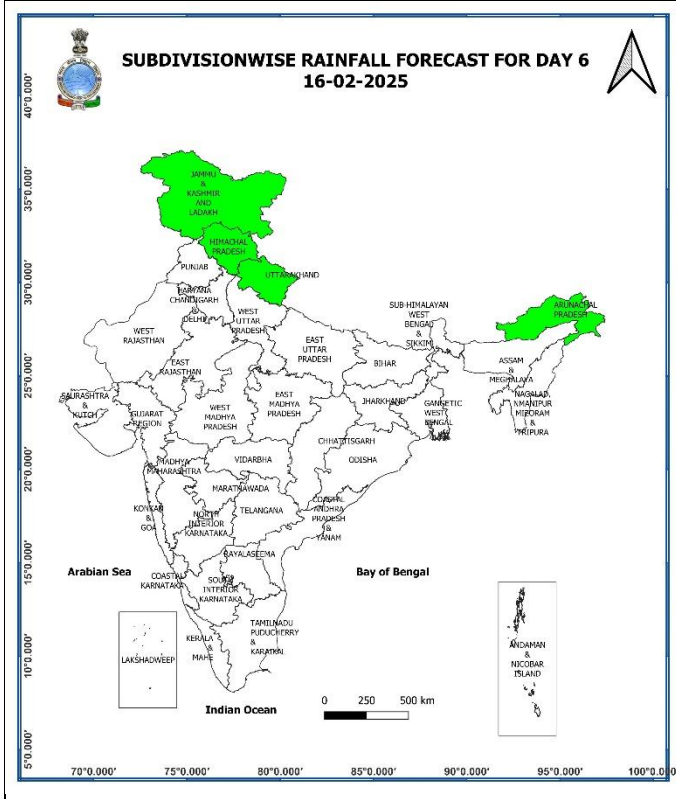 SUBDIVISIONWISE RAINFALL FORECAST FOR DAY 6
16-02-2025
40°0.000'
35°0.000'
30°0.000'
25°0.000'
20°0.000'
15°0.000'
10°0.000'
5°0.000'
JAMMU
&
KASHMIR
AND
LADAKH
HIMACHAL
PRADESH
PUNJAB
UTTARAKHAND
HARYANA
CHANDIGARH
&
DELHI
WEST
UTTAR
PRADESH
WEST
RAJASTHAN
EAST
RAJASTHAN
EAST
UTTAR
PRADESH
SUB-HIMALAYAN
WEST
BENGAL
&
SIKKIM
ARUNACHAL
PRADESH
BIHAR
ASSAM
&
MEGHALAYA
NAGALAD,
NMANIPUR
MIZORAM
&
TRIPURA
SAURASHTRA
&
KUTCH
GUJARAT
REGION
WEST
MADHYA
PRADESH
EAST
MADHYA
PRADESH
JHARKHAND
GANGETIC
WEST
BENGAL
CHHATTISGARH
ODISHA
MADHYA
MAHARASHTRA
VIDARBHA
MARATHAWADA
TELANGANA
COASTAL
ANDHRA
PRADESH
&
YANAM
KONKAN
&
GOA
NORTH
INTERIOR
KARNATAKA
RAYALASEEMA
Arabian Sea
Bay of Bengal
COASTAL
KARNATAKA
SOUTH
INTERIOR
KARNATAKA
TAMILNADU
PUDUCHERRY
&
KARAIKAL
KERALA
&
MAHE
LAKSHADWEEP
ANDAMAN
&
NICOBAR
ISLAND
Indian Ocean
0 250 500 km
70°0.000' 75°0.000' 80°0.000' 85°0.000' 90°0.000' 95°0.000' 100°0.000'